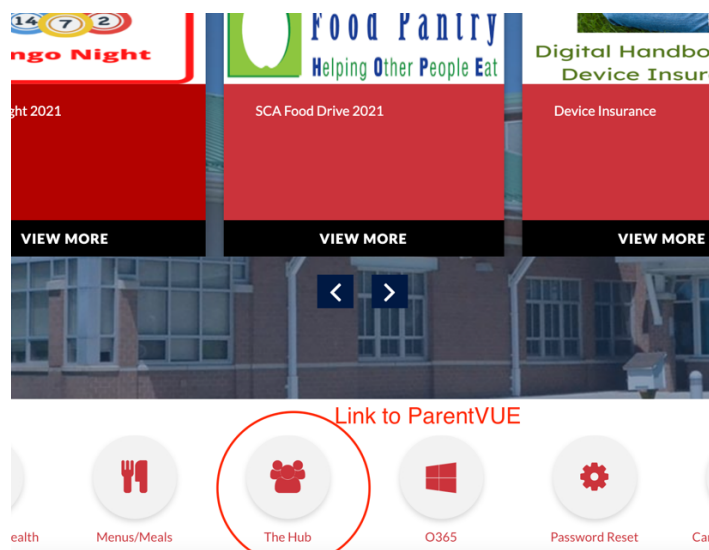 14 7 2
ngo Night
Food Pantry
Helping Other People Eat
Digital Handbo
Device Insur
ght 2021
SCA Food Drive 2021
Device Insurance
VIEW MORE
VIEW MORE
VIEW MORE
Link to ParentVUE
ealth
Menus/Meals
The Hub
O365
Password Reset
Car